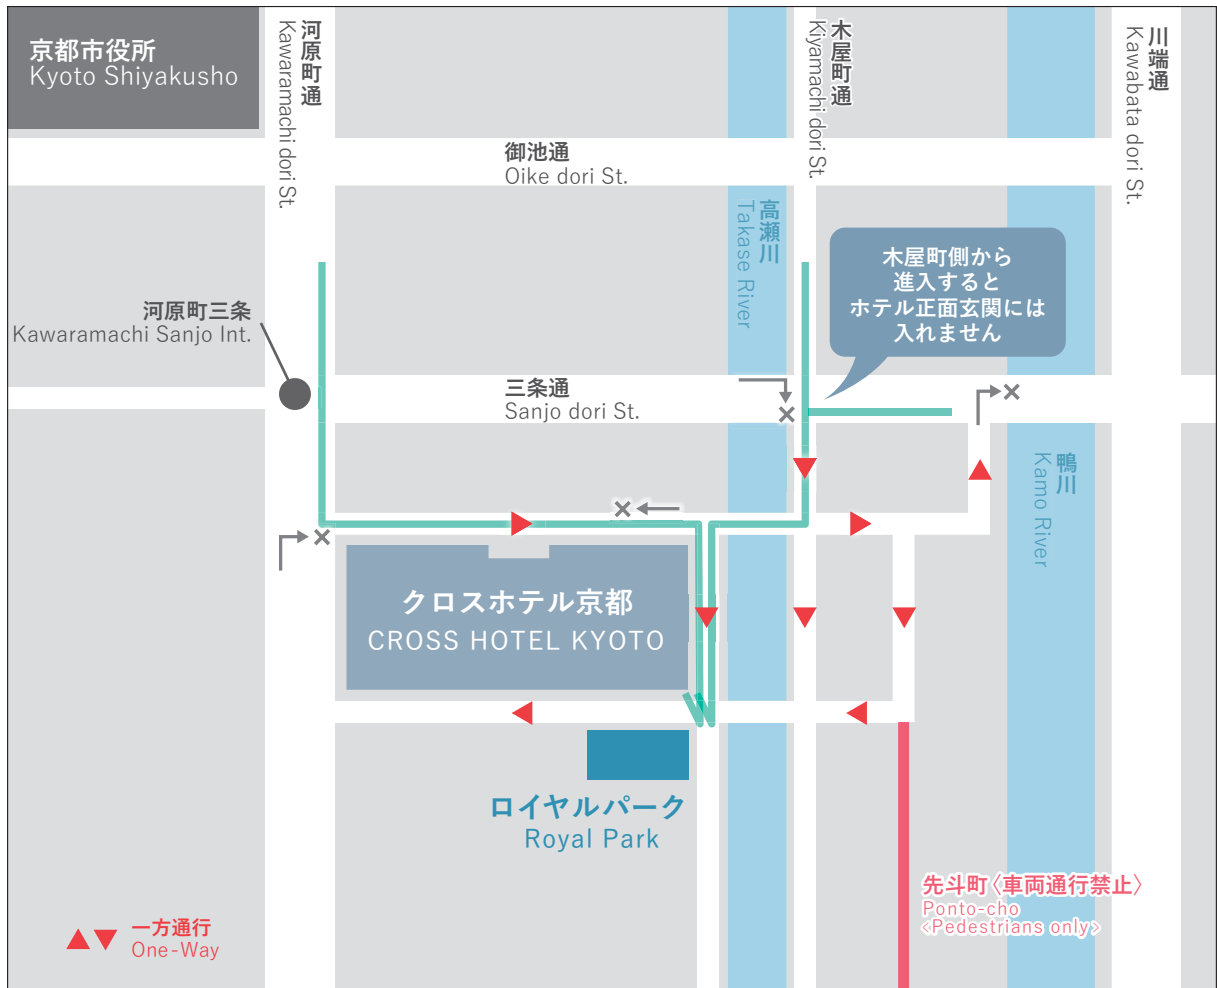 京都市役所
Kyoto Shiyakusho
河原町通
Kawaramachi dori St.
木屋町通
Kiyamachi dori St.
川端通
Kawabata dori St.
御池通
Oike dori St.
高瀬川
Takase River
木屋町側から
進入すると
ホテル正面玄関には
入れません
河原町三条
Kawaramachi Sanjo Int.
三条通
Sanjo dori St.
鴨川
Kamo River
クロスホテル京都
CROSS HOTEL KYOTO
ロイヤルパーク
Royal Park
先斗町〈車両通行禁止〉
Ponto-cho
<Pedestrians only>
一方通行
One-Way